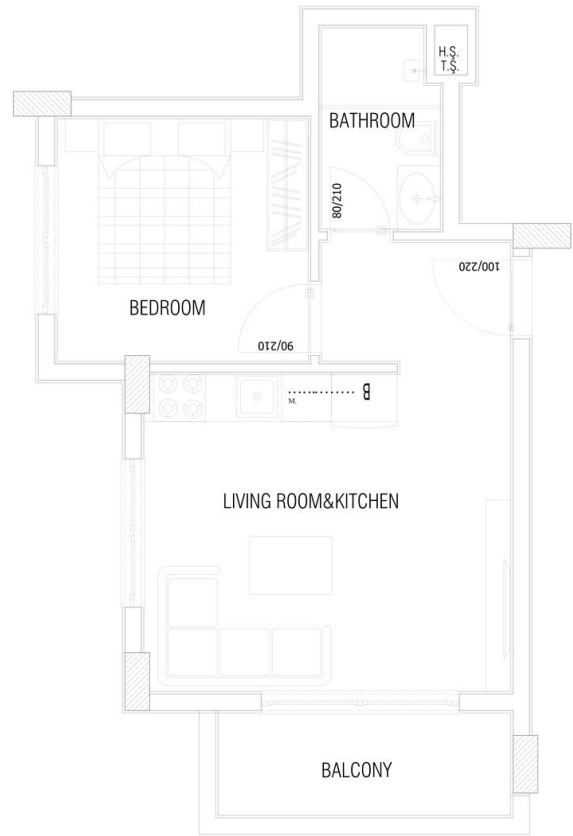 H.Ş.
T.Ş.
BATHROOM
80/210
100/220
BEDROOM
90/210
M.
B
LIVING ROOM&KITCHEN
BALCONY